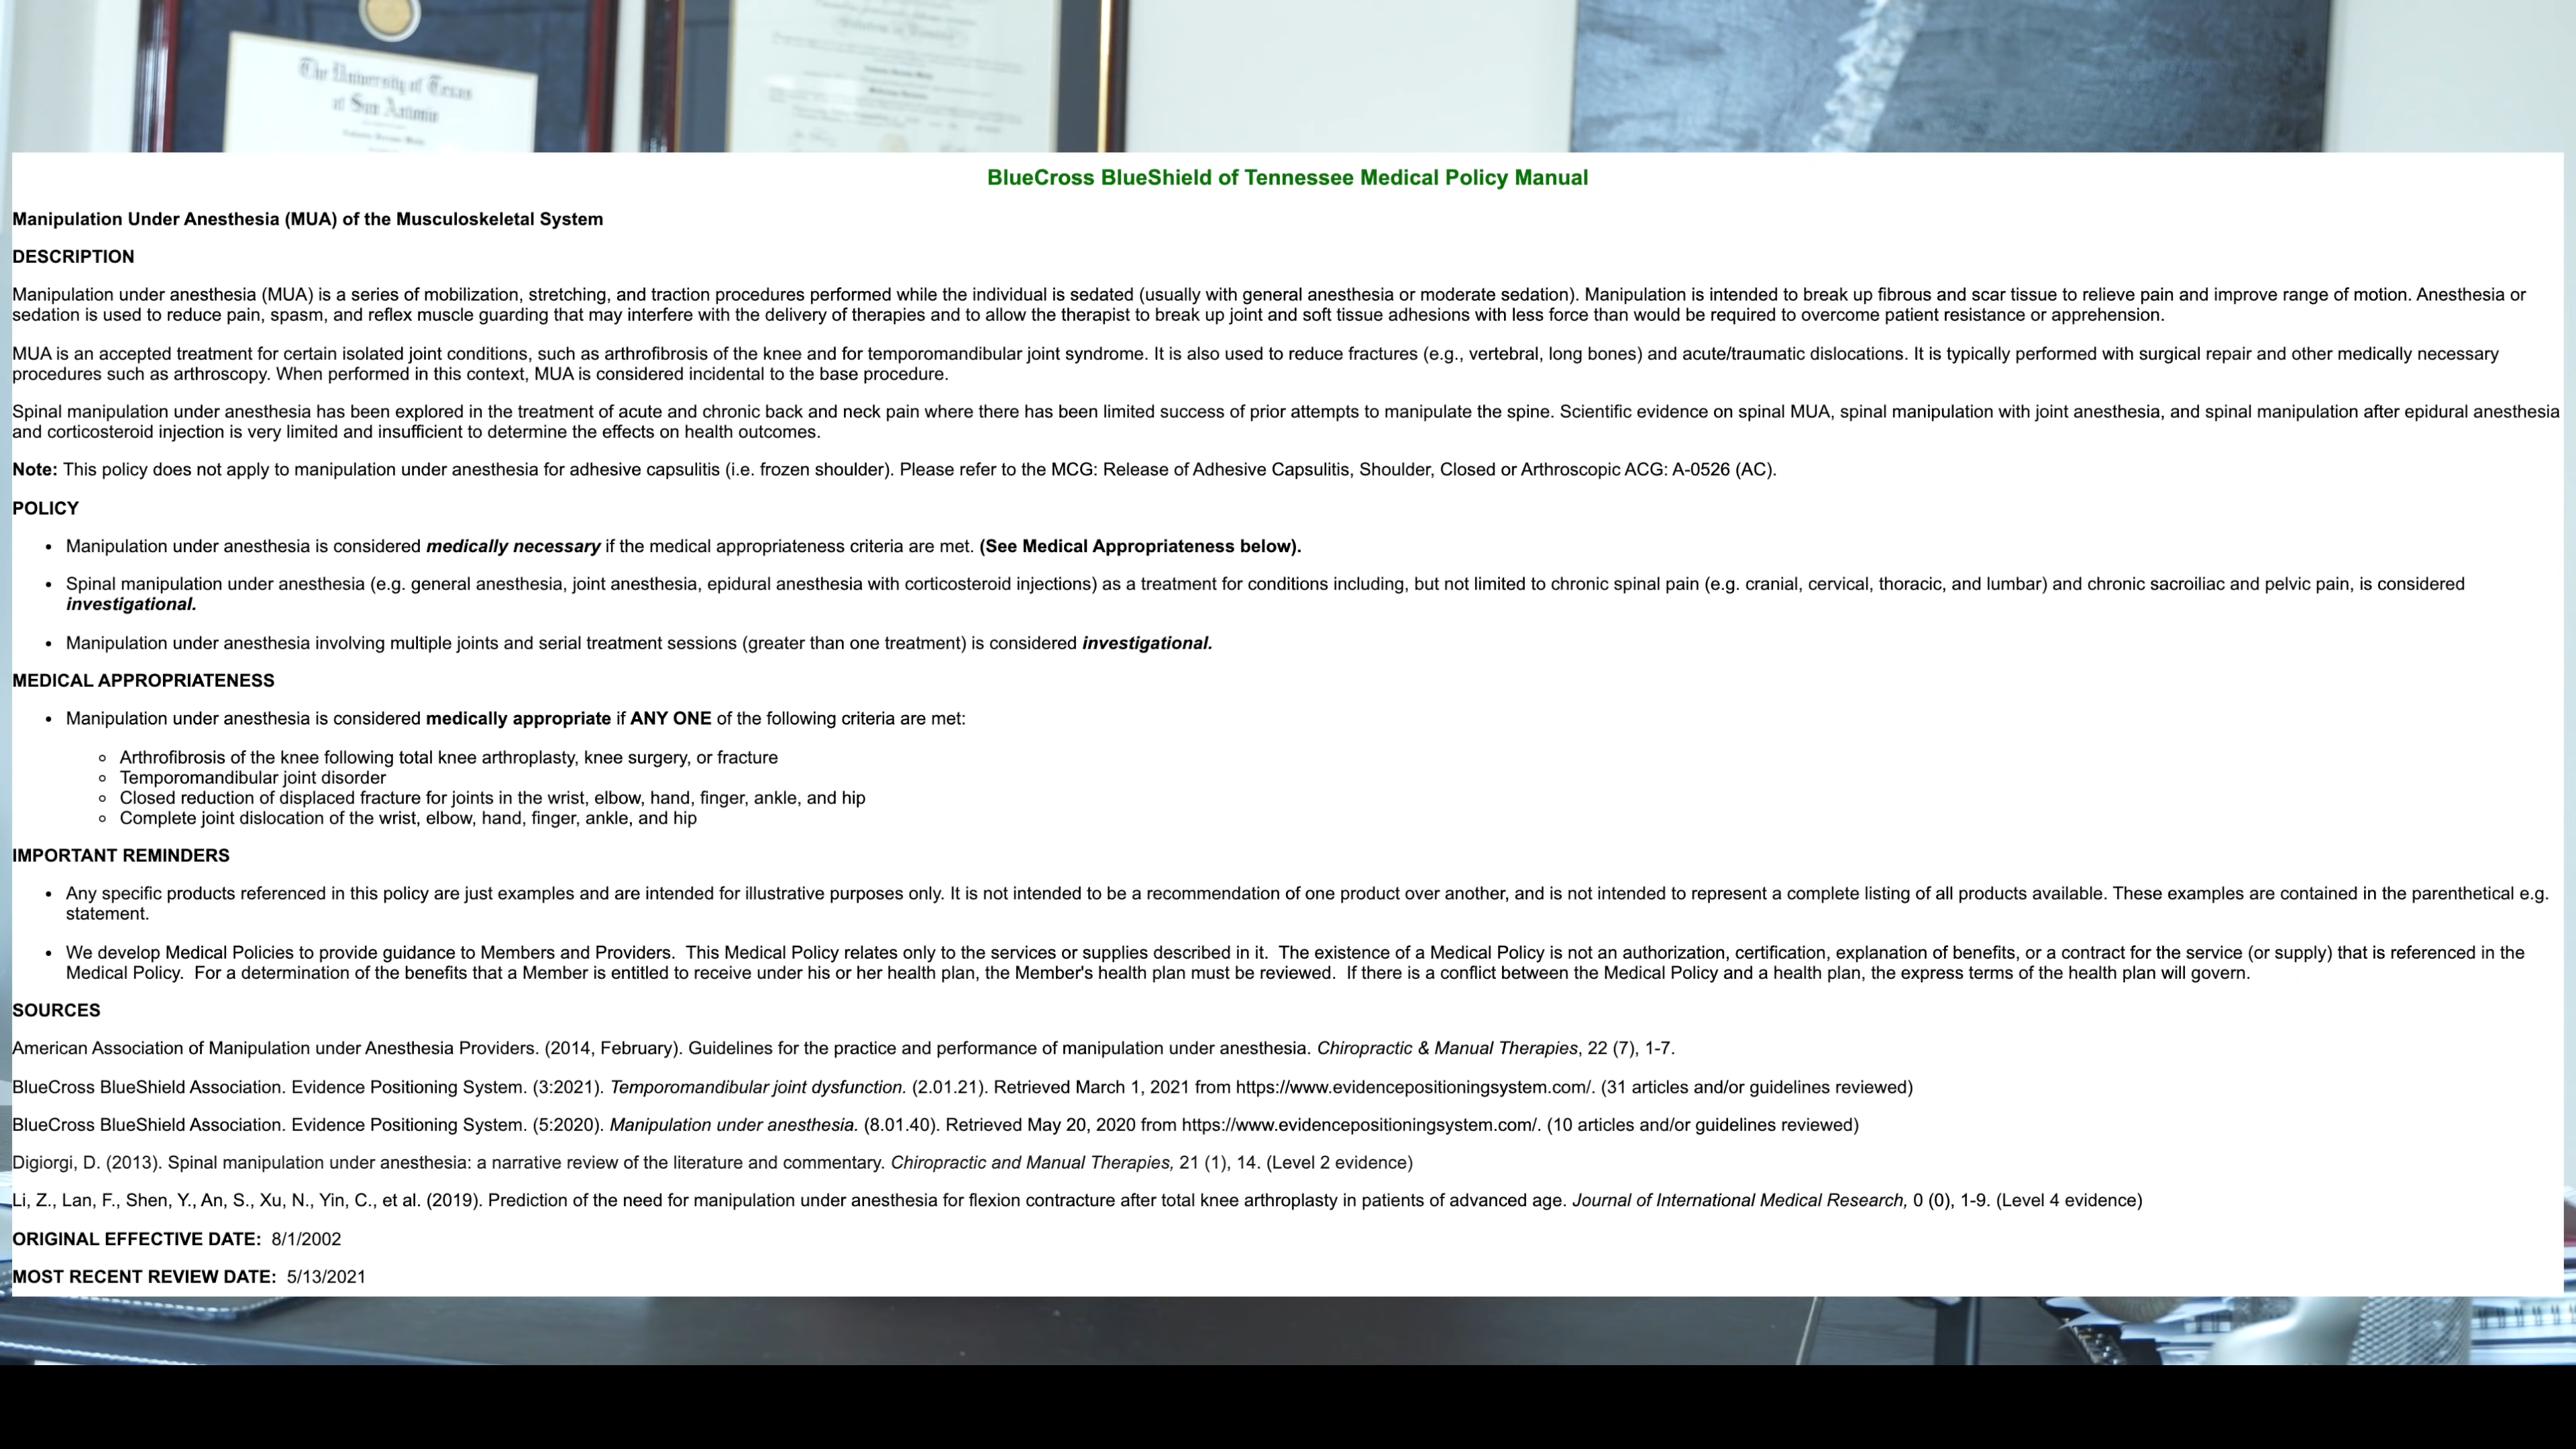 The University of Texas
at San Antonio
BlueCross BlueShield of Tennessee Medical Policy Manual
Manipulation Under Anesthesia (MUA) of the Musculoskeletal System
DESCRIPTION
Manipulation under anesthesia (MUA) is a series of mobilization, stretching, and traction procedures performed while the individual is sedated (usually with general anesthesia or moderate sedation). Manipulation is intended to break up fibrous and scar tissue to relieve pain and improve range of motion. Anesthesia or
sedation is used to reduce pain, spasm, and reflex muscle guarding that may interfere with the delivery of therapies and to allow the therapist to break up joint and soft tissue adhesions with less force than would be required to overcome patient resistance or apprehension.
MUA is an accepted treatment for certain isolated joint conditions, such as arthrofibrosis of the knee and for temporomandibular joint syndrome. It is also used to reduce fractures (e.g., vertebral, long bones) and acute/traumatic dislocations. It is typically performed with surgical repair and other medically necessary
procedures such as arthroscopy. When performed in this context, MUA is considered incidental to the base procedure.
Spinal manipulation under anesthesia has been explored in the treatment of acute and chronic back and neck pain where there has been limited success of prior attempts to manipulate the spine. Scientific evidence on spinal MUA, spinal manipulation with joint anesthesia, and spinal manipulation after epidural anesthesia
and corticosteroid injection is very limited and insufficient to determine the effects on health outcomes.
Note: This policy does not apply to manipulation under anesthesia for adhesive capsulitis (i.e. frozen shoulder). Please refer to the MCG: Release of Adhesive Capsulitis, Shoulder, Closed or Arthroscopic ACG: A-0526 (AC).
POLICY
• Manipulation under anesthesia is considered medically necessary if the medical appropriateness criteria are met. (See Medical Appropriateness below).
• Spinal manipulation under anesthesia (e.g. general anesthesia, joint anesthesia, epidural anesthesia with corticosteroid injections) as a treatment for conditions including, but not limited to chronic spinal pain (e.g. cranial, cervical, thoracic, and lumbar) and chronic sacroiliac and pelvic pain, is considered
investigational.
• Manipulation under anesthesia involving multiple joints and serial treatment sessions (greater than one treatment) is considered investigational.
MEDICAL APPROPRIATENESS
• Manipulation under anesthesia is considered medically appropriate if ANY ONE of the following criteria are met:
◦ Arthrofibrosis of the knee following total knee arthroplasty, knee surgery, or fracture
◦ Temporomandibular joint disorder
◦ Closed reduction of displaced fracture for joints in the wrist, elbow, hand, finger, ankle, and hip
◦ Complete joint dislocation of the wrist, elbow, hand, finger, ankle, and hip
IMPORTANT REMINDERS
• Any specific products referenced in this policy are just examples and are intended for illustrative purposes only. It is not intended to be a recommendation of one product over another, and is not intended to represent a complete listing of all products available. These examples are contained in the parenthetical e.g.
statement.
• We develop Medical Policies to provide guidance to Members and Providers. This Medical Policy relates only to the services or supplies described in it. The existence of a Medical Policy is not an authorization, certification, explanation of benefits, or a contract for the service (or supply) that is referenced in the
Medical Policy. For a determination of the benefits that a Member is entitled to receive under his or her health plan, the Member's health plan must be reviewed. If there is a conflict between the Medical Policy and a health plan, the express terms of the health plan will govern.
SOURCES
American Association of Manipulation under Anesthesia Providers. (2014, February). Guidelines for the practice and performance of manipulation under anesthesia. Chiropractic & Manual Therapies, 22 (7), 1-7.
BlueCross BlueShield Association. Evidence Positioning System. (3:2021). Temporomandibular joint dysfunction. (2.01.21). Retrieved March 1, 2021 from https://www.evidencepositioningsystem.com/. (31 articles and/or guidelines reviewed)
BlueCross BlueShield Association. Evidence Positioning System. (5:2020). Manipulation under anesthesia. (8.01.40). Retrieved May 20, 2020 from https://www.evidencepositioningsystem.com/. (10 articles and/or guidelines reviewed)
Digiorgi, D. (2013). Spinal manipulation under anesthesia: a narrative review of the literature and commentary. Chiropractic and Manual Therapies, 21 (1), 14. (Level 2 evidence)
Li, Z., Lan, F., Shen, Y., An, S., Xu, N., Yin, C., et al. (2019). Prediction of the need for manipulation under anesthesia for flexion contracture after total knee arthroplasty in patients of advanced age. Journal of International Medical Research, 0 (0), 1-9. (Level 4 evidence)
ORIGINAL EFFECTIVE DATE: 8/1/2002
MOST RECENT REVIEW DATE: 5/13/2021